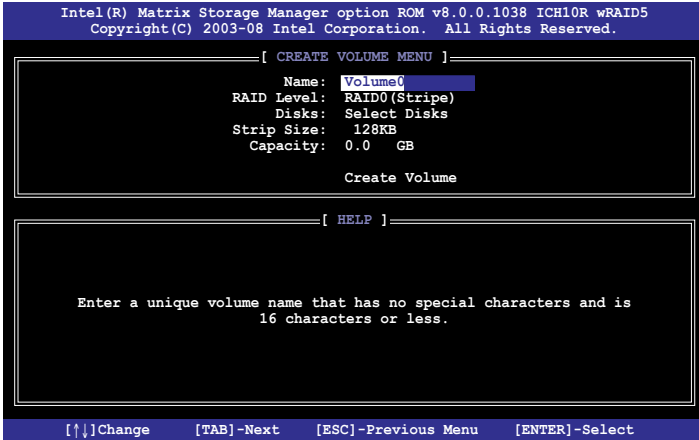 Intel(R) Matrix Storage Manager option ROM v8.0.0.1038 ICH10R wRAID5
Copyright(C) 2003-08 Intel Corporation. All Rights Reserved.
[ CREATE VOLUME MENU ]
Name: Volume0
RAID Level: RAID0(Stripe)
Disks: Select Disks
Strip Size: 128KB
Capacity: 0.0 GB
Create Volume
[ HELP ]
Enter a unique volume name that has no special characters and is
16 characters or less.
[↑↓]Change [TAB]-Next [ESC]-Previous Menu [ENTER]-Select